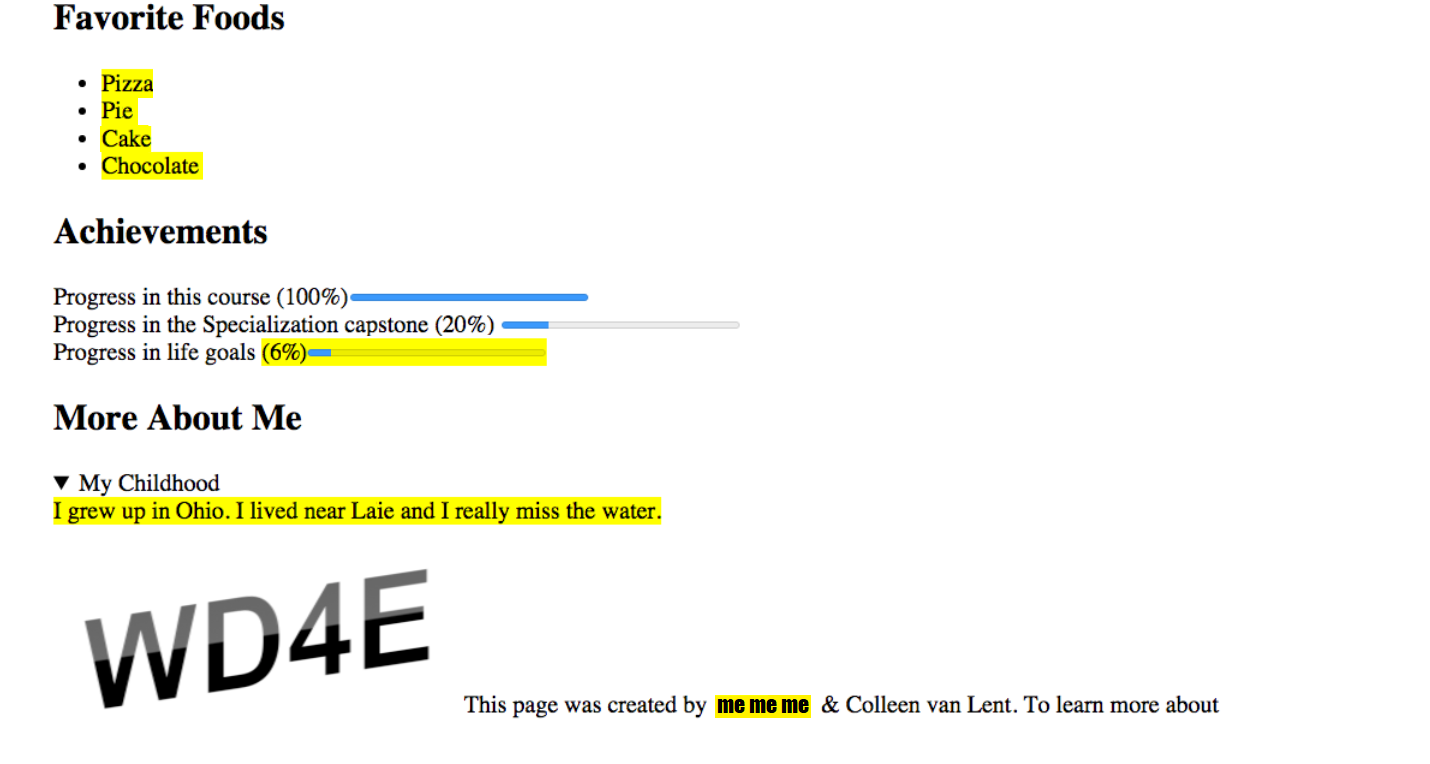 Favorite Foods
• Pizza
• Pie
• Cake
• Chocolate
Achievements
Progress in this course (100%)
Progress in the Specialization capstone (20%)
Progress in life goals (6%)
More About Me
▼ My Childhood
I grew up in Ohio. I lived near Laie and I really miss the water.
WD4E
This page was created by me me me & Colleen van Lent. To learn more about